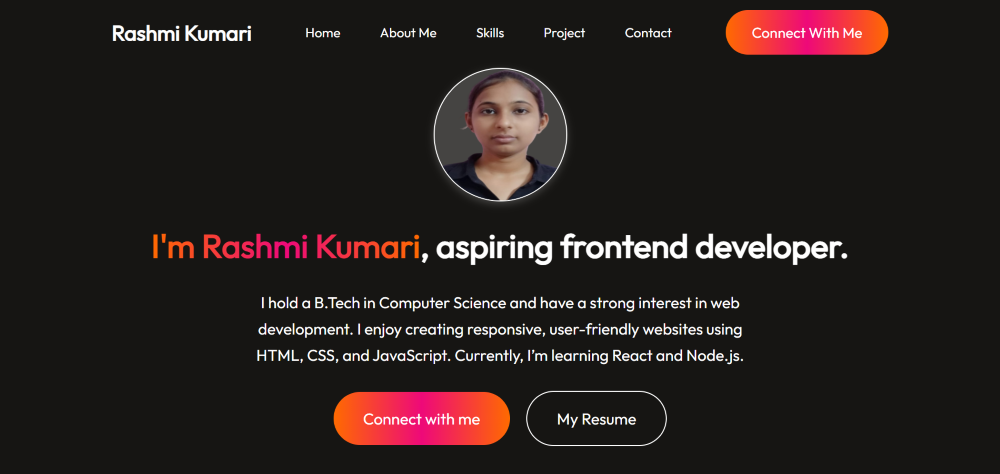 Rashmi Kumari
Home
About Me
Skills
Project
Contact
Connect With Me
I'm Rashmi Kumari, aspiring frontend developer.
I hold a B.Tech in Computer Science and have a strong interest in web
development. I enjoy creating responsive, user-friendly websites using
HTML, CSS, and JavaScript. Currently, I’m learning React and Node.js.
Connect with me
My Resume